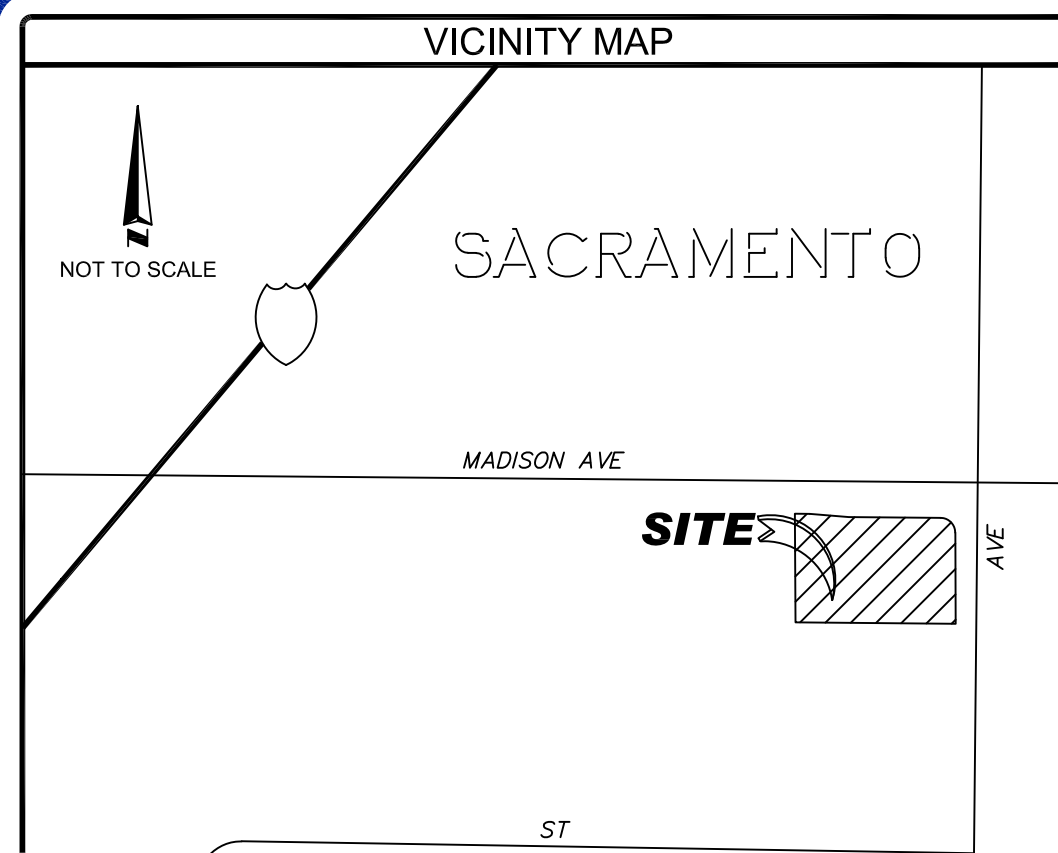 VICINITY MAP
N
NOT TO SCALE
SACRAMENTO
MADISON AVE
SITE
AVE
ST